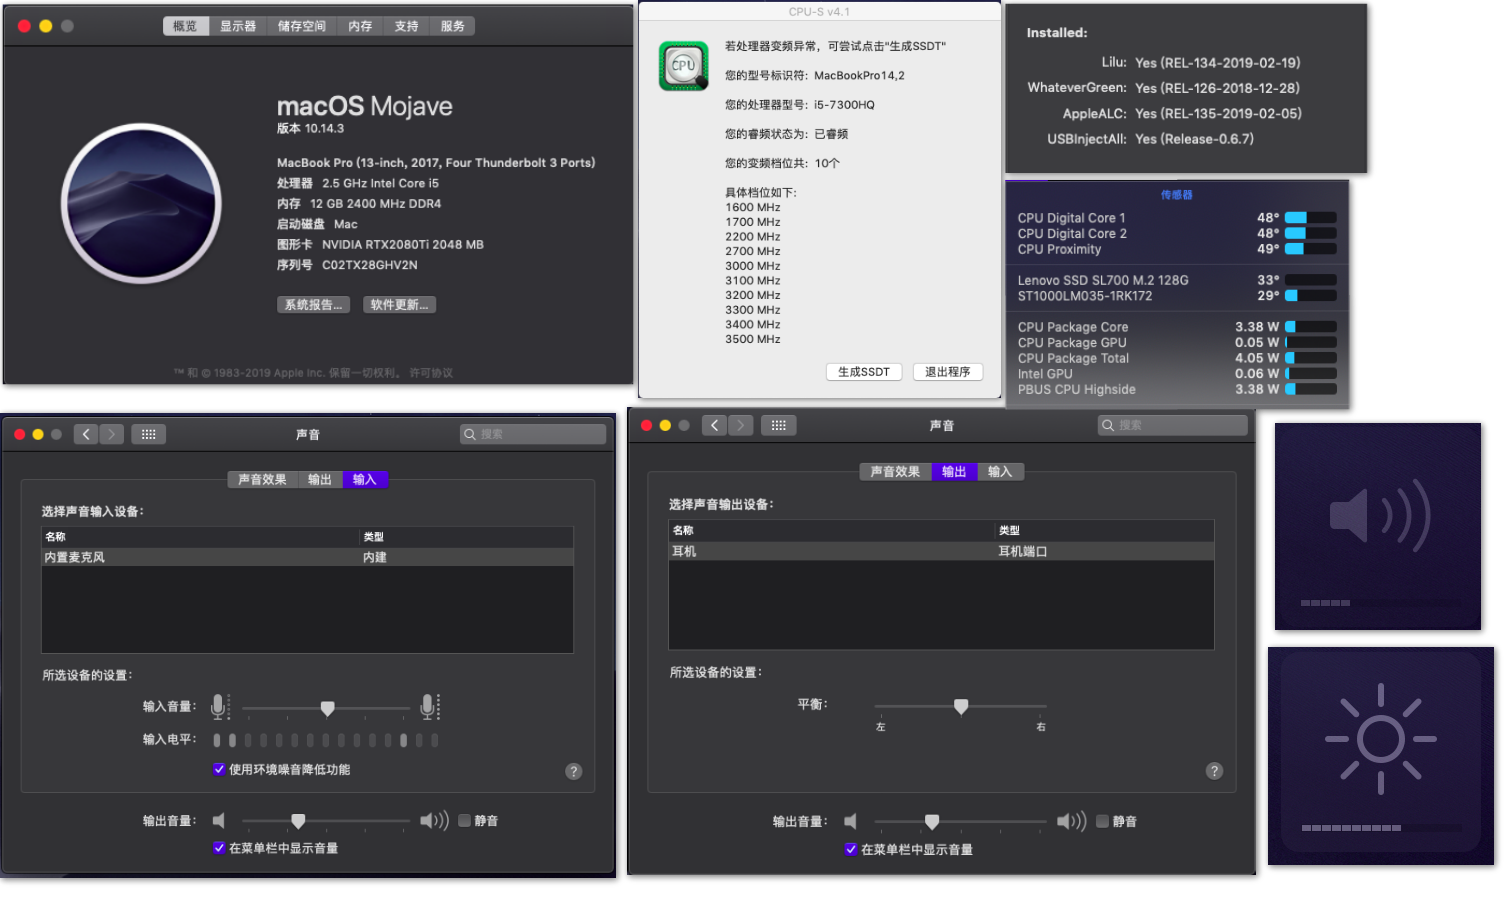 概览 显示器 储存空间 内存 支持 服务
macOS Mojave
版本 10.14.3
MacBook Pro (13-inch, 2017, Four Thunderbolt 3 Ports)
处理器 2.5 GHz Intel Core i5
内存 12 GB 2400 MHz DDR4
启动磁盘 Mac
图形卡 NVIDIA RTX2080Ti 2048 MB
序列号 C02TX28GHV2N
系统报告... 软件更新...
™ 和 © 1983-2019 Apple Inc. 保留一切权利。 许可协议
CPU-S v4.1
CPU
若处理器变频异常，可尝试点击"生成SSDT"
您的型号标识符: MacBookPro14,2
您的处理器型号: i5-7300HQ
您的睿频状态为: 已睿频
您的变频档位共: 10个
具体档位如下:
1600 MHz
1700 MHz
2200 MHz
2700 MHz
3000 MHz
3100 MHz
3200 MHz
3300 MHz
3400 MHz
3500 MHz
生成SSDT 退出程序
Installed:
Lilu: Yes (REL-134-2019-02-19)
WhateverGreen: Yes (REL-126-2018-12-28)
AppleALC: Yes (REL-135-2019-02-05)
USBInjectAll: Yes (Release-0.6.7)
传感器
CPU Digital Core 1 48°
CPU Digital Core 2 48°
CPU Proximity 49°
Lenovo SSD SL700 M.2 128G 33°
ST1000LM035-1RK172 29°
CPU Package Core 3.38 W
CPU Package GPU 0.05 W
CPU Package Total 4.05 W
Intel GPU 0.06 W
PBUS CPU Highside 3.38 W
声音
搜索
声音效果 输出 输入
选择声音输入设备:
名称 类型
内置麦克风 内建
所选设备的设置:
输入音量:
输入电平:
使用环境噪音降低功能
?
输出音量: 静音
在菜单栏中显示音量
声音
搜索
声音效果 输出 输入
选择声音输出设备:
名称 类型
耳机 耳机端口
所选设备的设置:
平衡:
左 右
?
输出音量: 静音
在菜单栏中显示音量